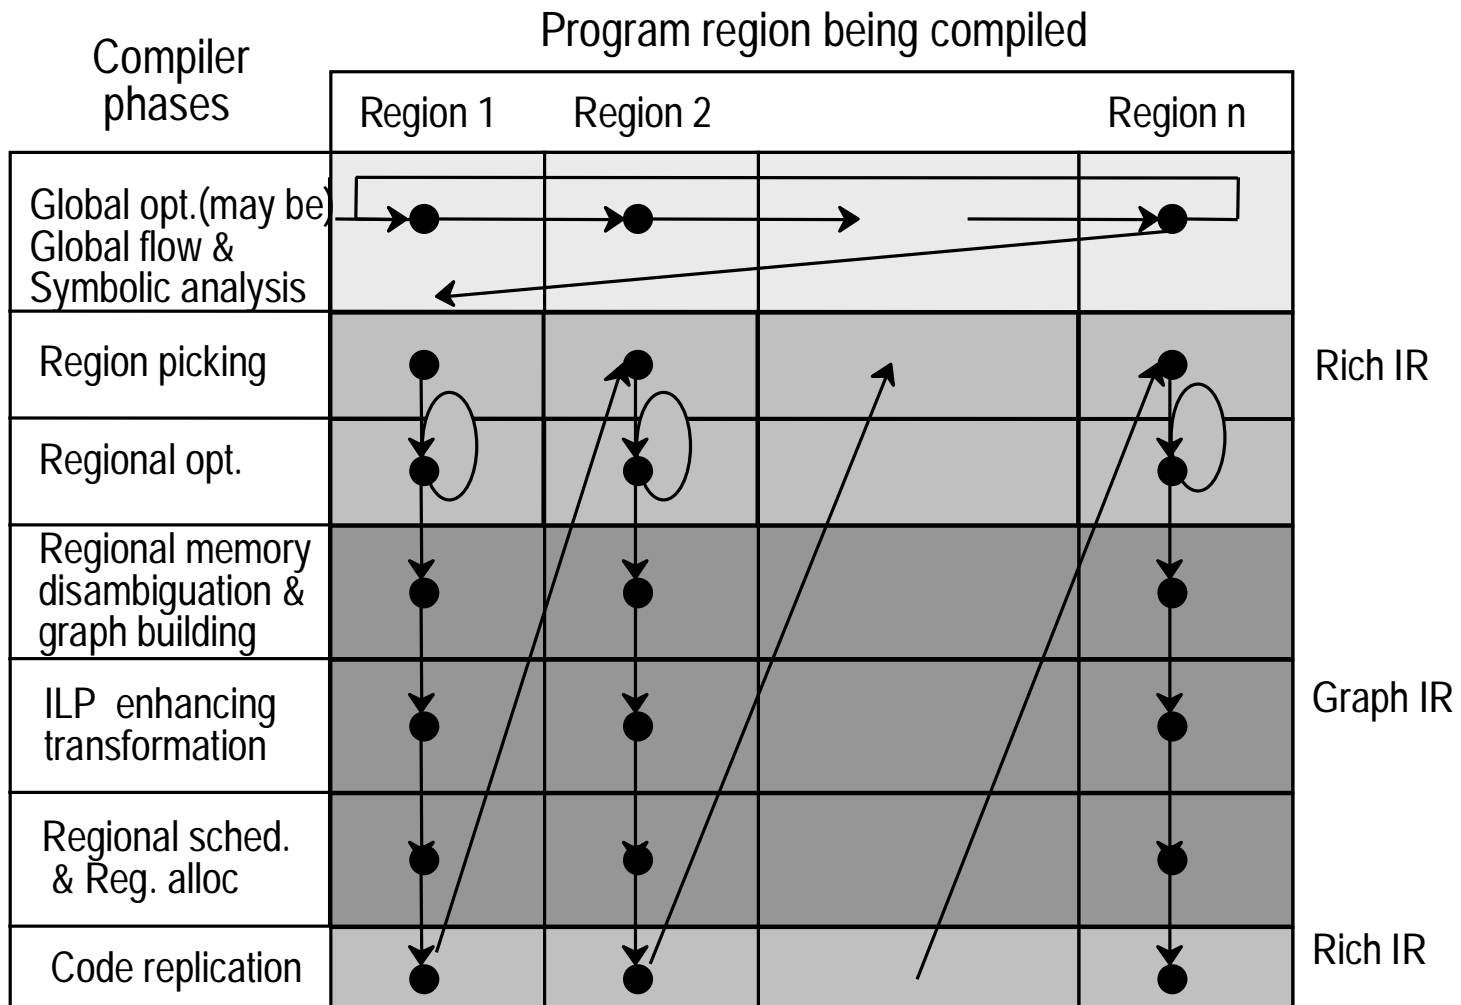 Program region being compiled
Compiler
phases
Region 1
Region 2
Region n
Global opt.(may be)
Global flow &
Symbolic analysis
Region picking
Rich IR
Regional opt.
Regional memory
disambiguation &
graph building
ILP enhancing
transformation
Graph IR
Regional sched.
& Reg. alloc
Code replication
Rich IR